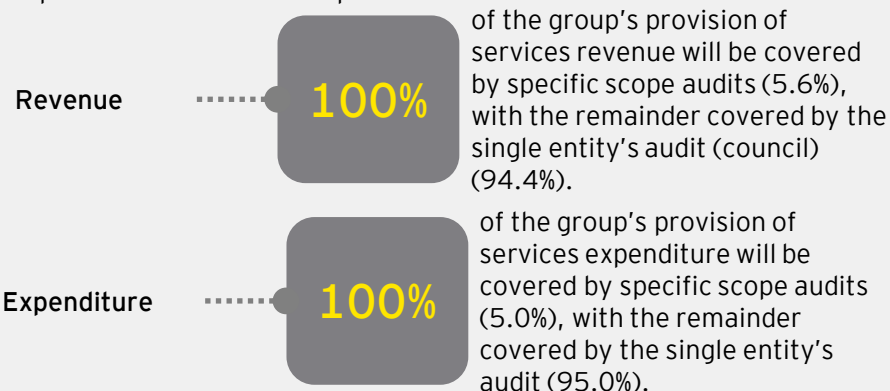 Revenue
100%
of the group’s provision of
services revenue will be covered
by specific scope audits (5.6%),
with the remainder covered by the
single entity’s audit (council)
(94.4%).
Expenditure
100%
of the group’s provision of
services expenditure will be
covered by specific scope audits
(5.0%), with the remainder
covered by the single entity’s
audit (95.0%).